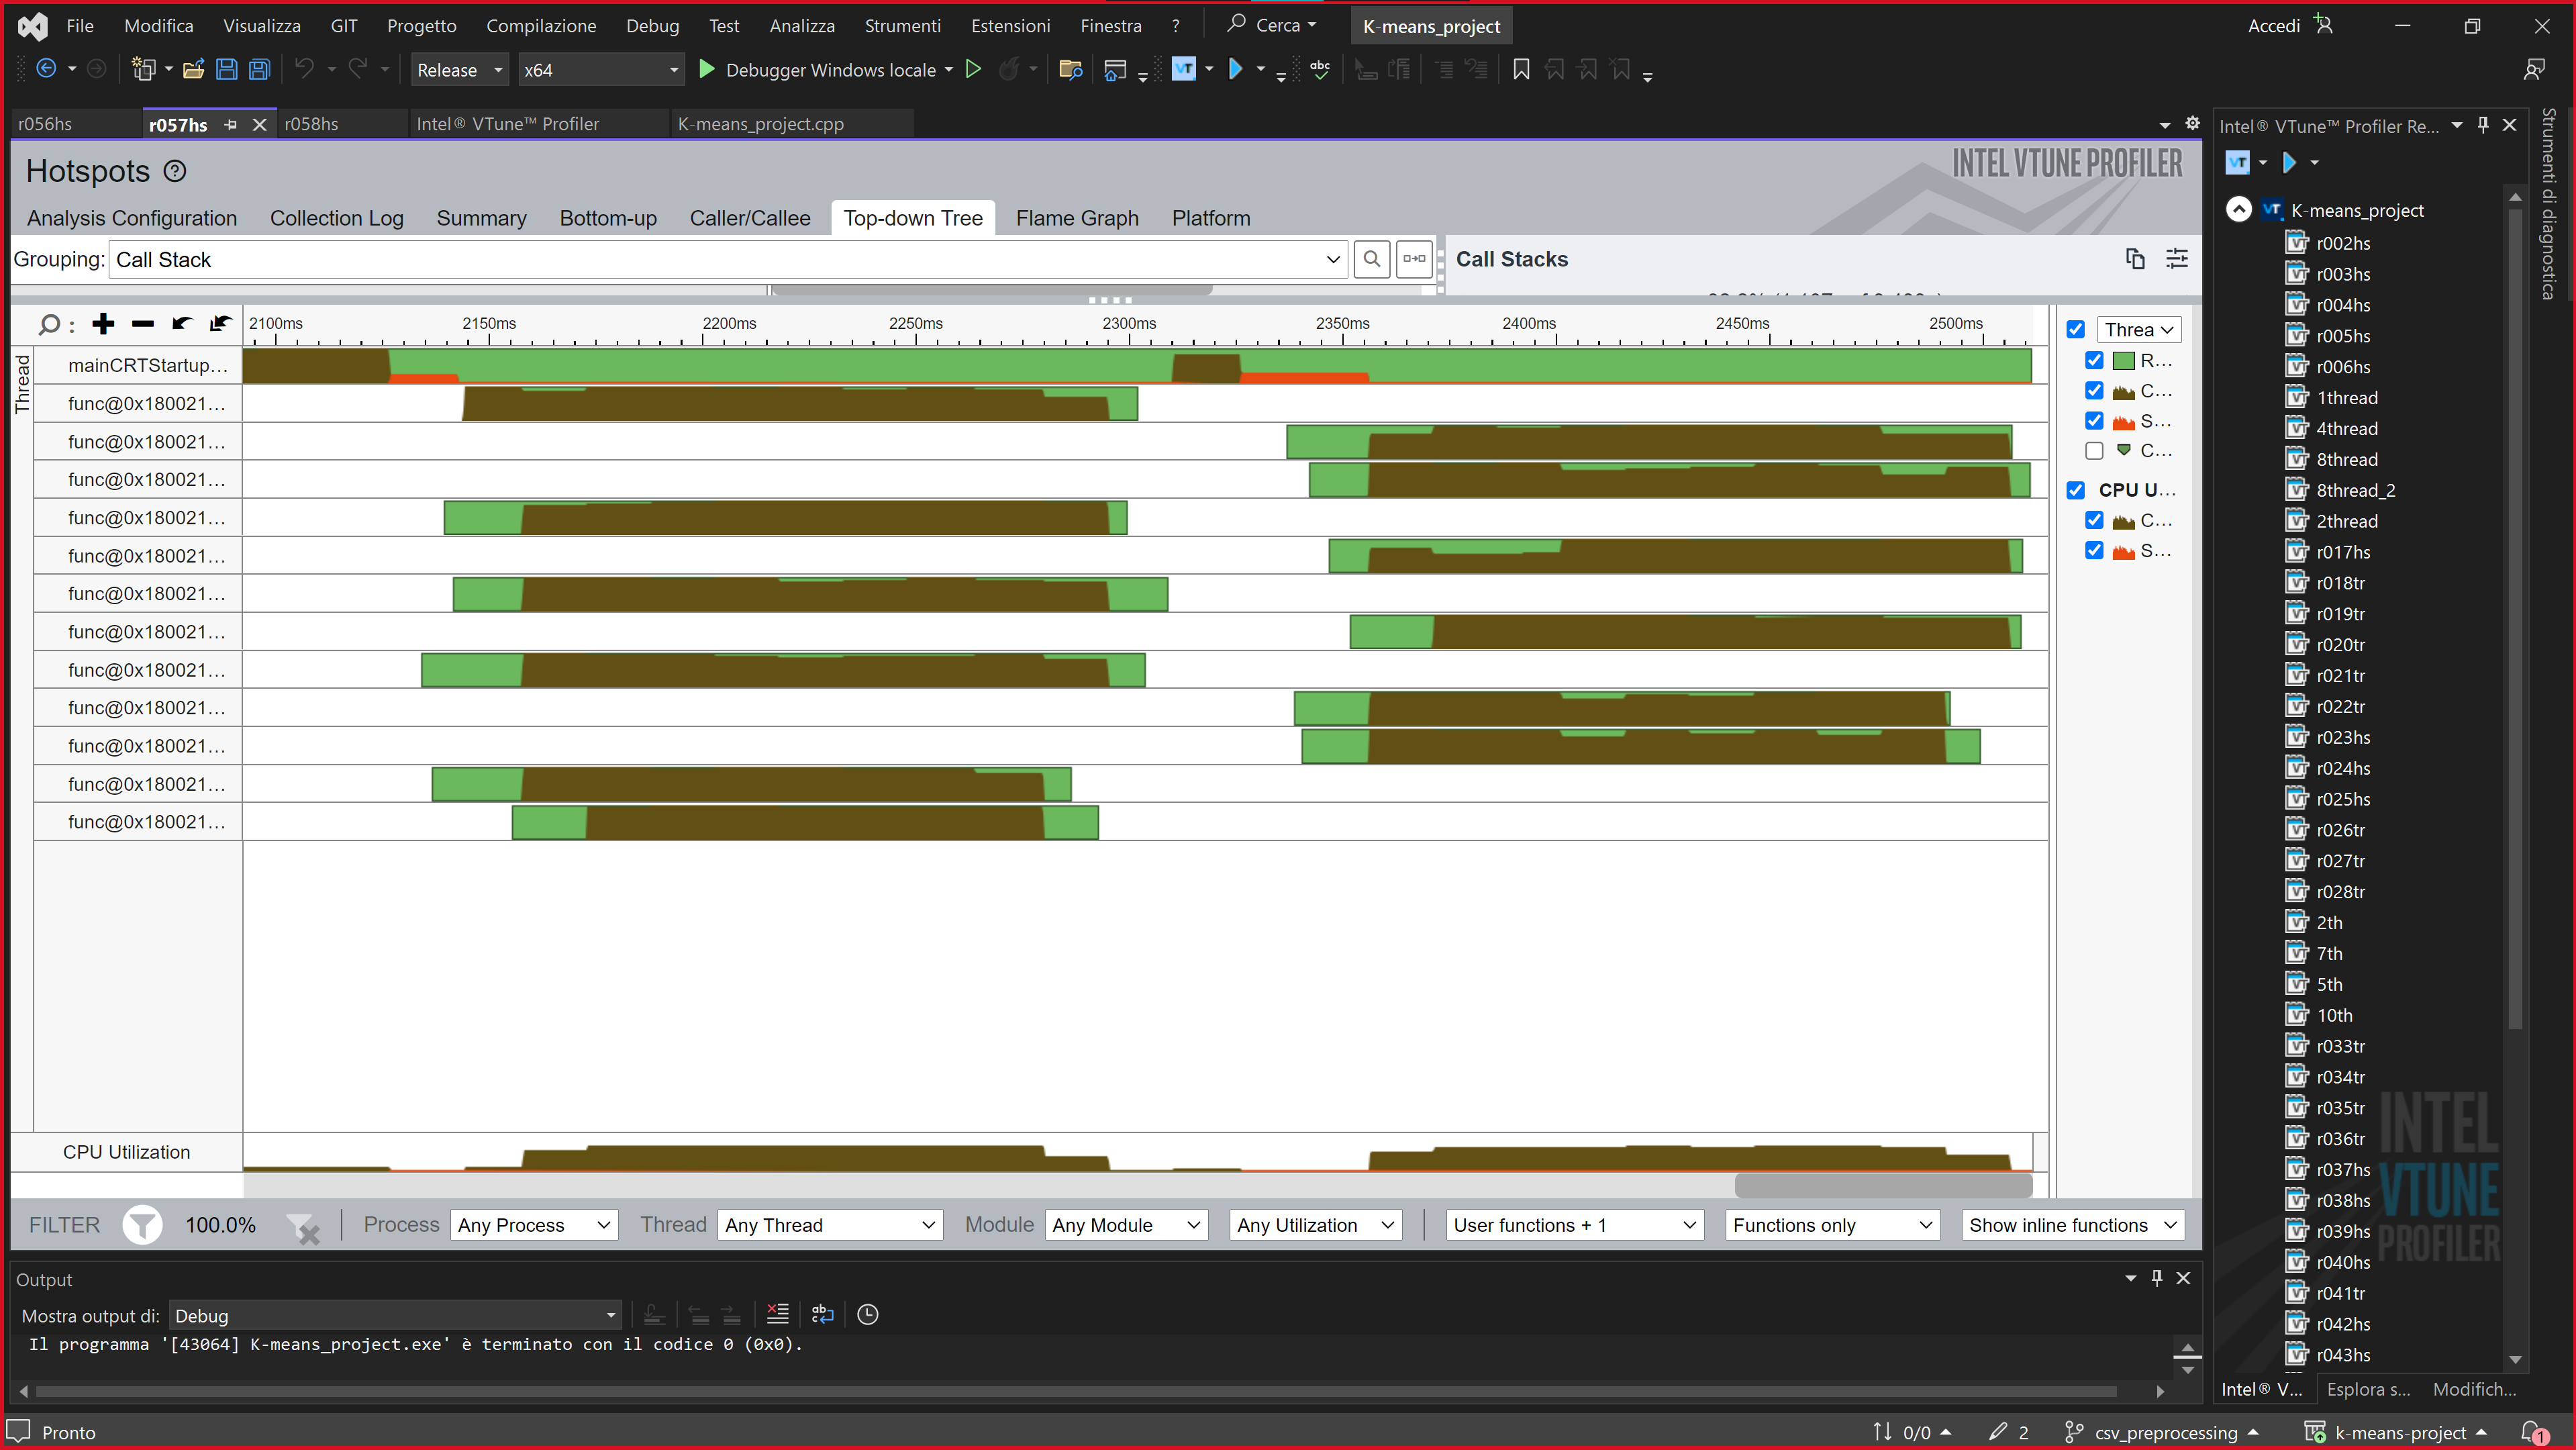 File Modifica Visualizza GIT Progetto Compilazione Debug Test Analizza Strumenti Estensioni Finestra ? Cerca K-means_project Accedi
Release x64 Debugger Windows locale
r056hs r057hs r058hs Intel® VTune™ Profiler K-means_project.cpp
Hotspots
INTEL VTUNE PROFILER
Analysis Configuration Collection Log Summary Bottom-up Caller/Callee Top-down Tree Flame Graph Platform
Grouping: Call Stack
Call Stacks
2100ms 2150ms 2200ms 2250ms 2300ms 2350ms 2400ms 2450ms 2500ms
Thread
mainCRTStartup...
func@0x180021...
func@0x180021...
func@0x180021...
func@0x180021...
func@0x180021...
func@0x180021...
func@0x180021...
func@0x180021...
func@0x180021...
func@0x180021...
func@0x180021...
func@0x180021...
CPU Utilization
Threa
R...
C...
S...
C...
CPU U...
C...
S...
FILTER 100.0% Process Any Process Thread Any Thread Module Any Module Any Utilization User functions + 1 Functions only Show inline functions
Output
Mostra output di: Debug
Il programma '[43064] K-means_project.exe' è terminato con il codice 0 (0x0).
Intel® VTune™ Profiler Re...
K-means_project
r002hs
r003hs
r004hs
r005hs
r006hs
1thread
4thread
8thread
8thread_2
2thread
r017hs
r018tr
r019tr
r020tr
r021tr
r022tr
r023hs
r024hs
r025hs
r026tr
r027tr
r028tr
2th
7th
5th
10th
r033tr
r034tr
r035tr
r036tr
r037hs
r038hs
r039hs
r040hs
r041tr
r042hs
r043hs
INTEL
VTUNE
PROFILER
Intel® V... Esplora s... Modifich...
Strumenti di diagnostica
Pronto 0/0 2 csv_preprocessing k-means-project 1